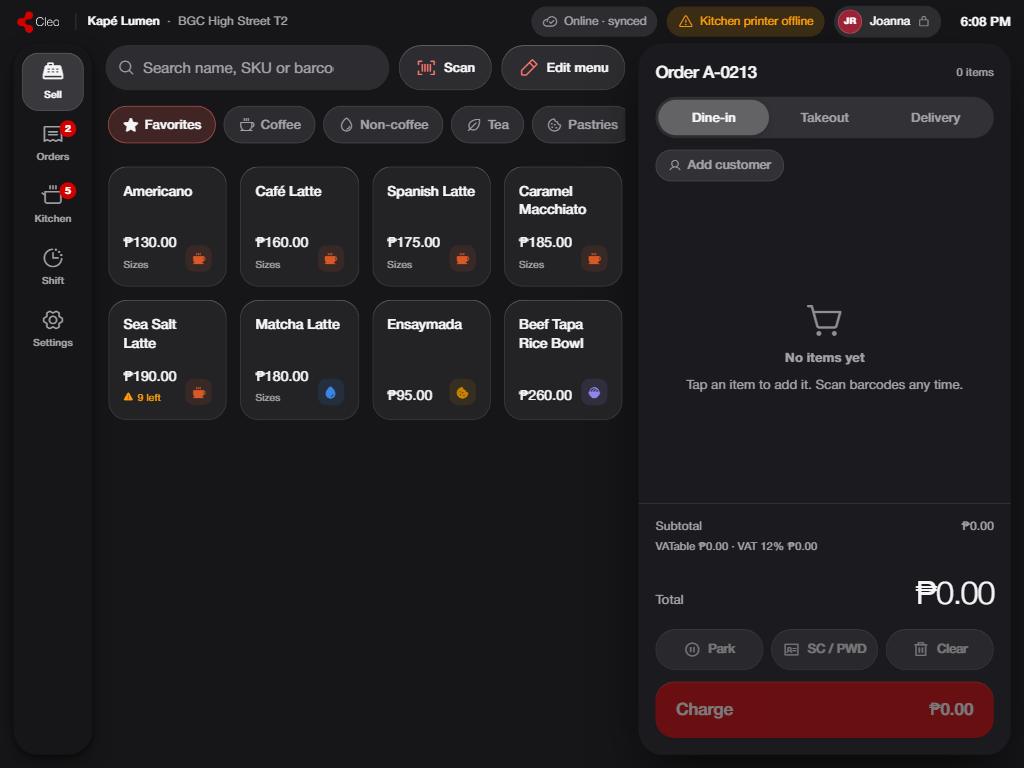 Cleo
Kapé Lumen · BGC High Street T2
Online · synced
Kitchen printer offline
JR Joanna
6:08 PM
Sell
2
Orders
5
Kitchen
Shift
Settings
Search name, SKU or barco
Scan
Edit menu
Favorites
Coffee
Non-coffee
Tea
Pastries
Americano
₱130.00
Sizes
Café Latte
₱160.00
Sizes
Spanish Latte
₱175.00
Sizes
Caramel
Macchiato
₱185.00
Sizes
Sea Salt
Latte
₱190.00
9 left
Matcha Latte
₱180.00
Sizes
Ensaymada
₱95.00
Beef Tapa
Rice Bowl
₱260.00
Order A-0213
0 items
Dine-in
Takeout
Delivery
Add customer
No items yet
Tap an item to add it. Scan barcodes any time.
Subtotal ₱0.00
VATable ₱0.00 · VAT 12% ₱0.00
Total ₱0.00
Park
SC / PWD
Clear
Charge ₱0.00